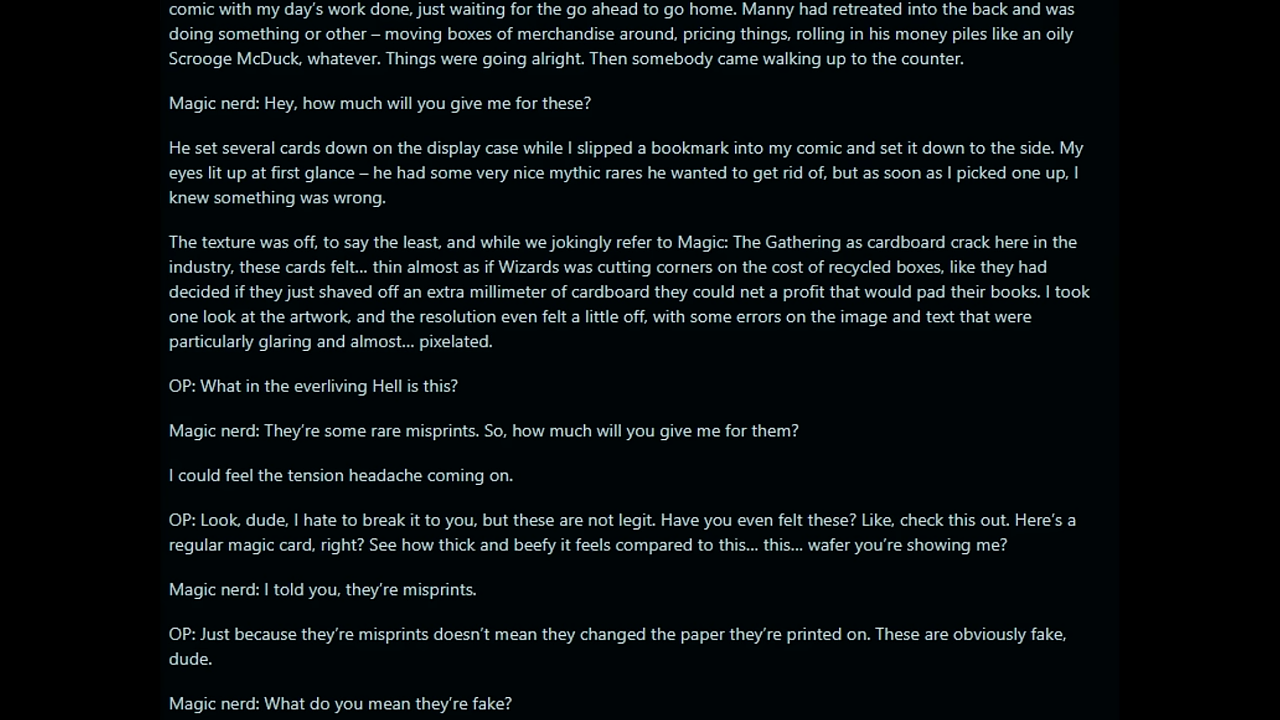 comic with my day’s work done, just waiting for the go ahead to go home. Manny had retreated into the back and was
doing something or other – moving boxes of merchandise around, pricing things, rolling in his money piles like an oily
Scrooge McDuck, whatever. Things were going alright. Then somebody came walking up to the counter.
Magic nerd: Hey, how much will you give me for these?
He set several cards down on the display case while I slipped a bookmark into my comic and set it down to the side. My
eyes lit up at first glance – he had some very nice mythic rares he wanted to get rid of, but as soon as I picked one up, I
knew something was wrong.
The texture was off, to say the least, and while we jokingly refer to Magic: The Gathering as cardboard crack here in the
industry, these cards felt... thin almost as if Wizards was cutting corners on the cost of recycled boxes, like they had
decided if they just shaved off an extra millimeter of cardboard they could net a profit that would pad their books. I took
one look at the artwork, and the resolution even felt a little off, with some errors on the image and text that were
particularly glaring and almost... pixelated.
OP: What in the everliving Hell is this?
Magic nerd: They’re some rare misprints. So, how much will you give me for them?
I could feel the tension headache coming on.
OP: Look, dude, I hate to break it to you, but these are not legit. Have you even felt these? Like, check this out. Here’s a
regular magic card, right? See how thick and beefy it feels compared to this... this... wafer you’re showing me?
Magic nerd: I told you, they’re misprints.
OP: Just because they’re misprints doesn’t mean they changed the paper they’re printed on. These are obviously fake,
dude.
Magic nerd: What do you mean they’re fake?